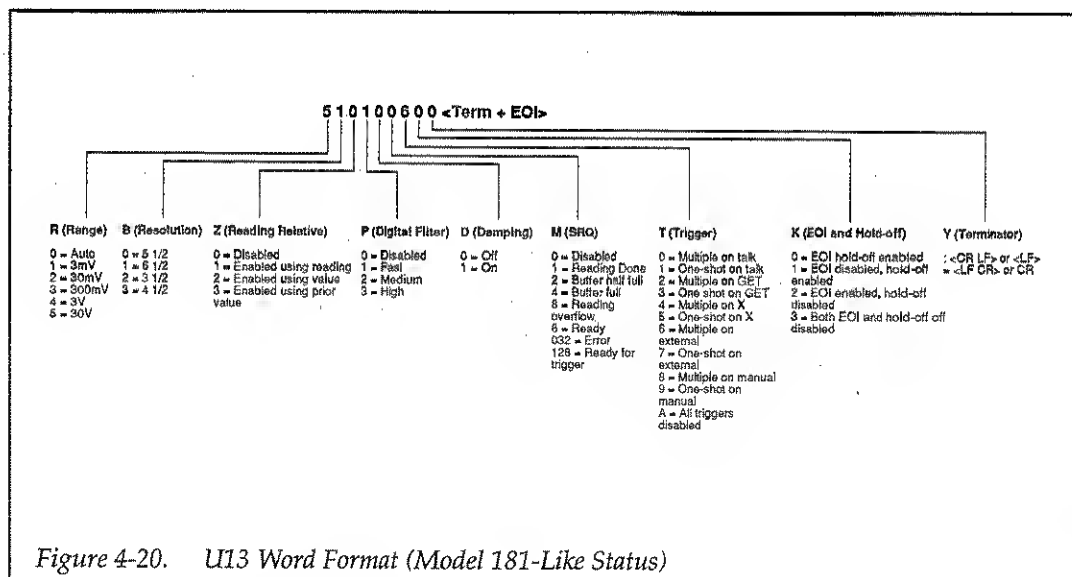 5 1 0 1 0 0 6 0 0 <Term + EOI>
R (Range)
0 = Auto
1 = 3mV
2 = 30mV
3 = 300mV
4 = 3V
5 = 30V
B (Resolution)
0 = 5 1/2
1 = 6 1/2
2 = 3 1/2
3 = 4 1/2
Z (Reading Relative)
0 = Disabled
1 = Enabled using reading
2 = Enabled using value
3 = Enabled using prior
value
P (Digital Filter)
0 = Disabled
1 = Fast
2 = Medium
3 = High
D (Damping)
0 = Off
1 = On
M (SRQ)
0 = Disabled
1 = Reading Done
2 = Buffer half full
4 = Buffer full
8 = Reading
overflow
6 = Ready
032 = Error
128 = Ready for
trigger
T (Trigger)
0 = Multiple on talk
1 = One-shot on talk
2 = Multiple on GET
3 = One shot on GET
4 = Multiple on X
5 = One-shot on X
6 = Multiple on
external
7 = One-shot on
external
8 = Multiple on manual
9 = One-shot on
manual
A = All triggers
disabled
K (EOI and Hold-off)
0 = EOI hold-off enabled
1 = EOI disabled, hold-off
enabled
2 = EOI enabled, hold-off
disabled
3 = Both EOI and hold-off off
disabled
Y (Terminator)
: <CR LF> or <LF>
= <LF CR> or CR
Figure 4-20. U13 Word Format (Model 181-Like Status)